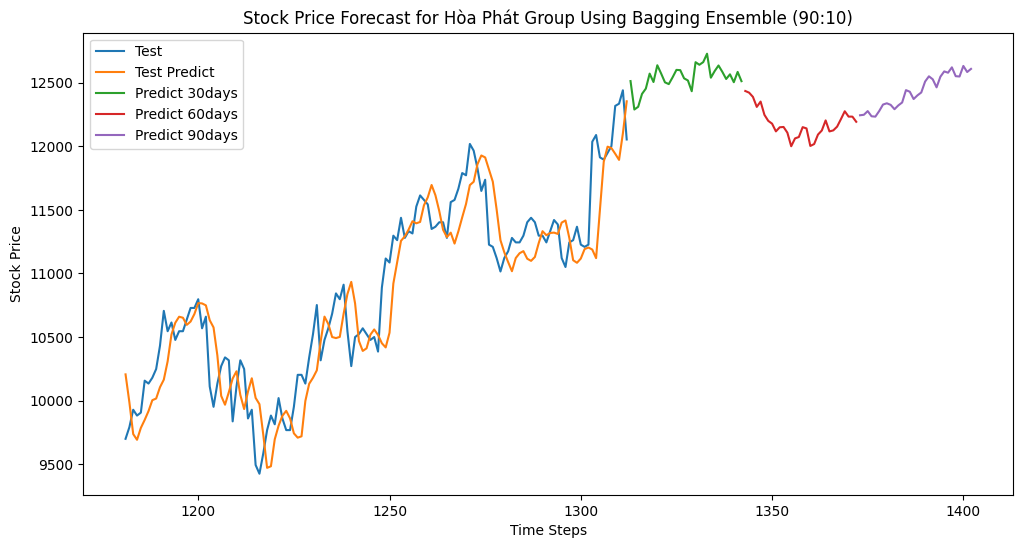 Stock Price Forecast for Hòa Phát Group Using Bagging Ensemble (90:10)
Test
Test Predict
Predict 30days
Predict 60days
Predict 90days
Stock Price
12500
12000
11500
11000
10500
10000
9500
1200
1250
1300
1350
1400
Time Steps